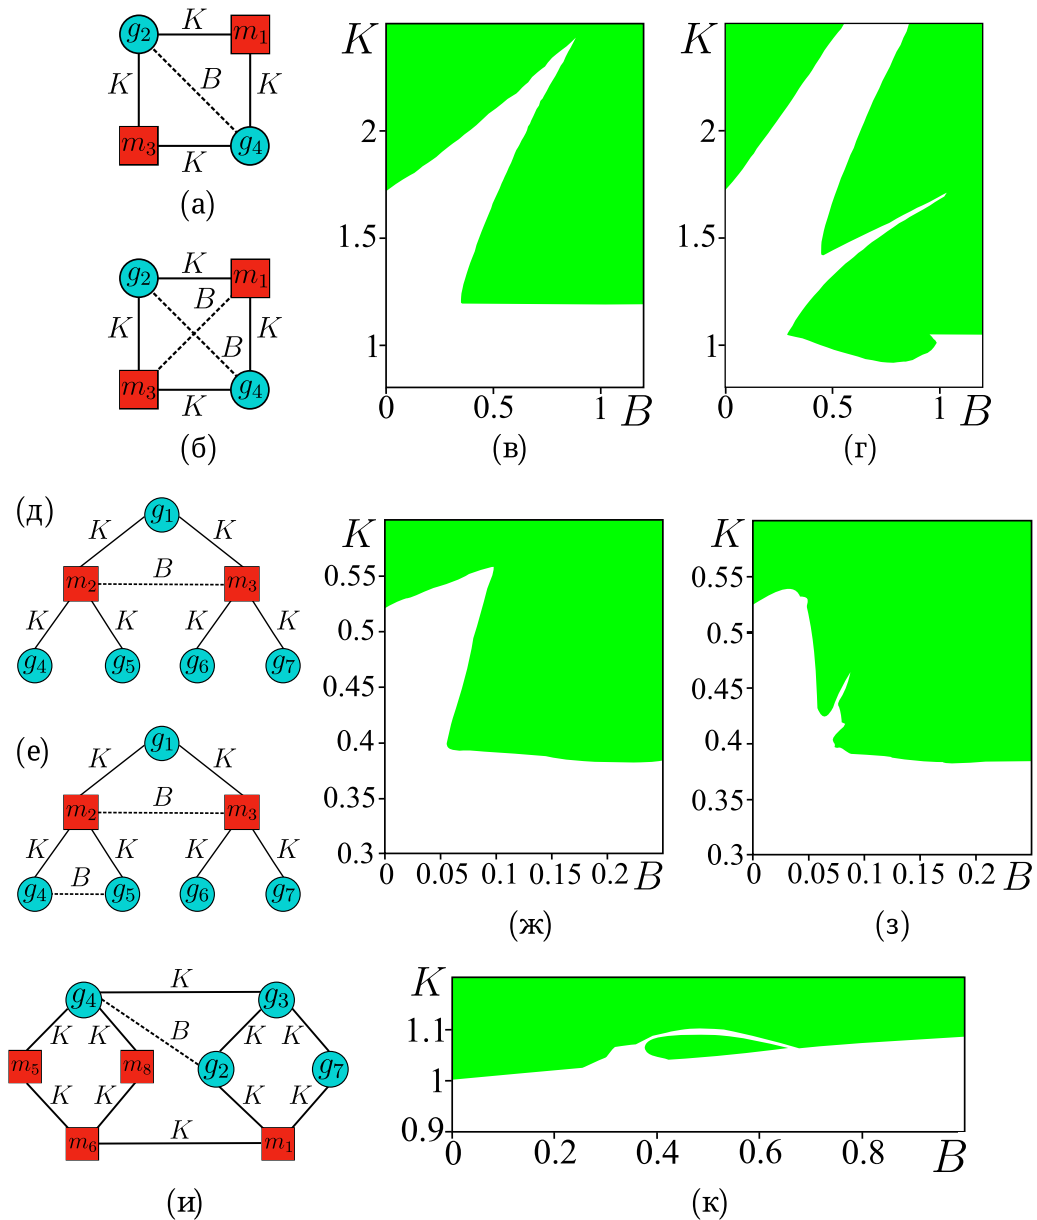 g2 K m1
K B K
m3 K g4
(а)
g2 K m1
K B B K
m3 K g4
(б)
K
2
1.5
1
0 0.5 1 B
(в)
K
2
1.5
1
0 0.5 1 B
(г)
(д) g1
K K
m2 B m3
K K K K
g4 g5 g6 g7
(е) g1
K K
m2 B m3
K K K K
g4 B g5 g6 g7
K
0.55
0.5
0.45
0.4
0.35
0.3
0 0.05 0.1 0.15 0.2 B
(ж)
K
0.55
0.5
0.45
0.4
0.35
0.3
0 0.05 0.1 0.2 B
(з)
g4 K g3
K K B K K
m5 m8 g2 g7
K K K K
m6 K m1
(и)
K
1.1
1
0.9
0 0.2 0.4 0.6 0.8 B
(к)